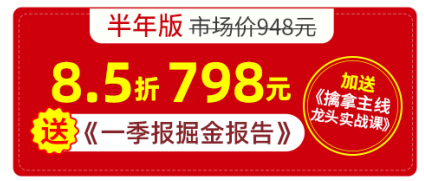 半年版 市场价948元
8.5折 798元
送《一季报掘金报告》
加送
《擒拿主线
龙头实战课》